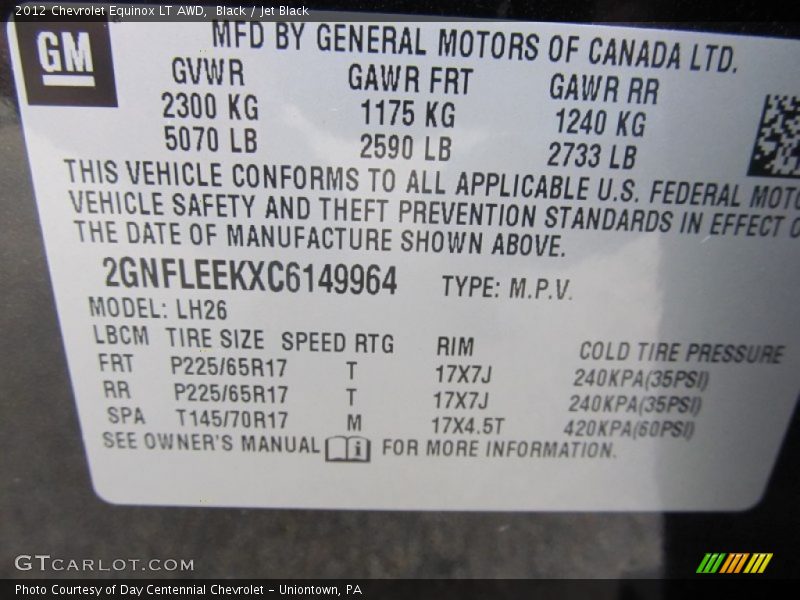 2012 Chevrolet Equinox LT AWD, Black / Jet Black
GM
MFD BY GENERAL MOTORS OF CANADA LTD.
GVWR GAWR FRT GAWR RR
2300 KG 1175 KG 1240 KG
5070 LB 2590 LB 2733 LB
THIS VEHICLE CONFORMS TO ALL APPLICABLE U.S. FEDERAL MOTO
VEHICLE SAFETY AND THEFT PREVENTION STANDARDS IN EFFECT O
THE DATE OF MANUFACTURE SHOWN ABOVE.
2GNFLEEKXC6149964 TYPE: M.P.V.
MODEL: LH26
LBCM TIRE SIZE SPEED RTG RIM COLD TIRE PRESSURE
FRT P225/65R17 T 17X7J 240KPA(35PSI)
RR P225/65R17 T 17X7J 240KPA(35PSI)
SPA T145/70R17 M 17X4.5T 420KPA(60PSI)
SEE OWNER'S MANUAL i FOR MORE INFORMATION.
GTCARLOT.COM
Photo Courtesy of Day Centennial Chevrolet - Uniontown, PA